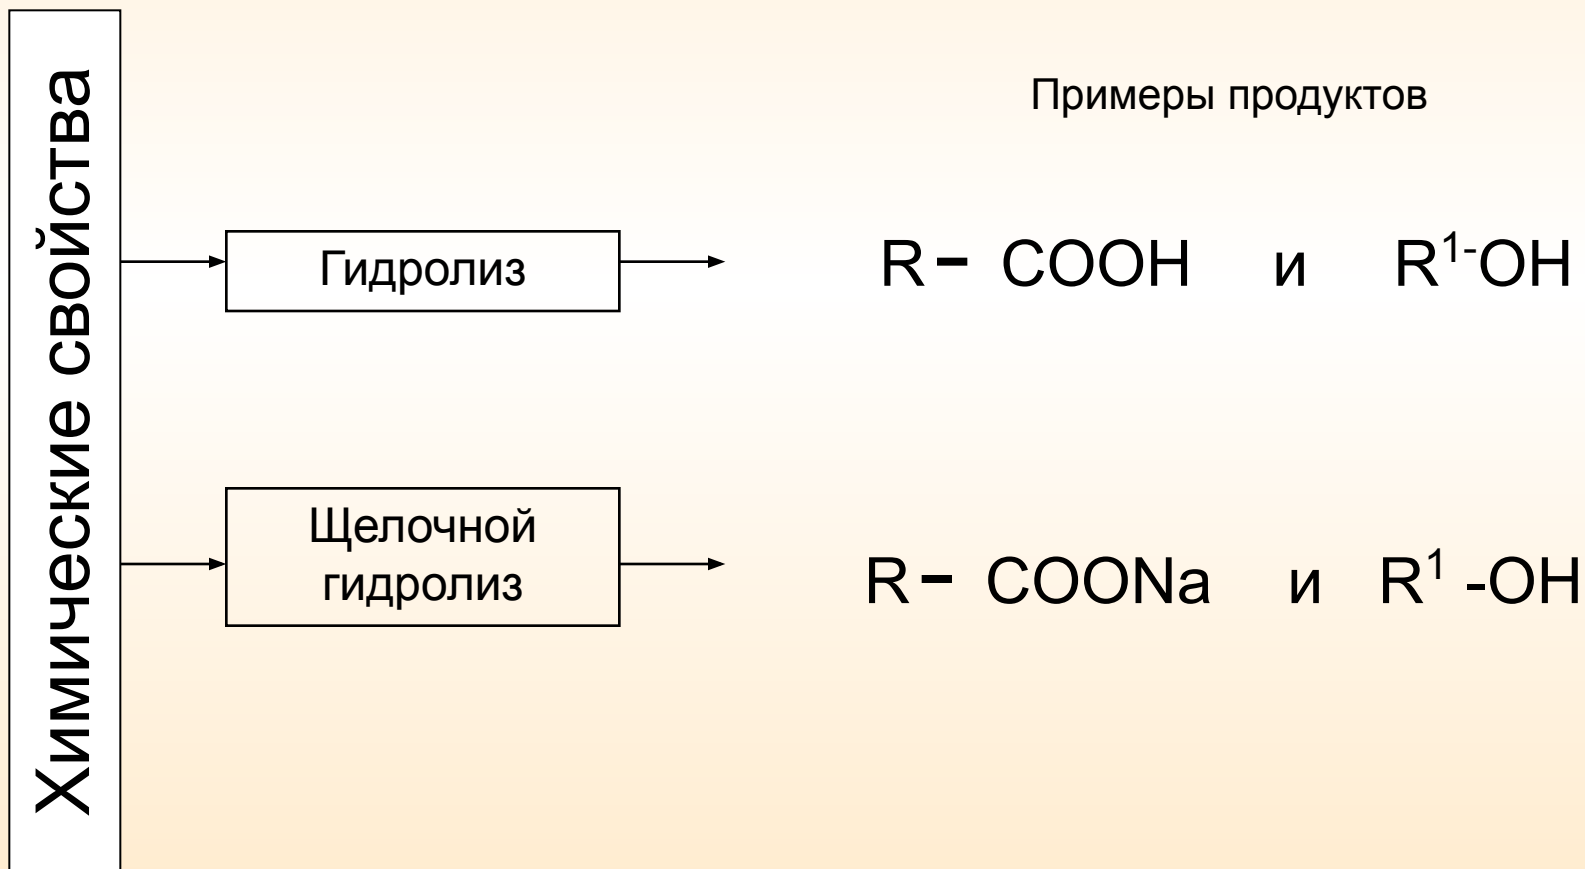 Химические свойства
Примеры продуктов
Гидролиз
R– COOH и R¹⁻OH
Щелочной
гидролиз
R– COONa и R¹ -OH